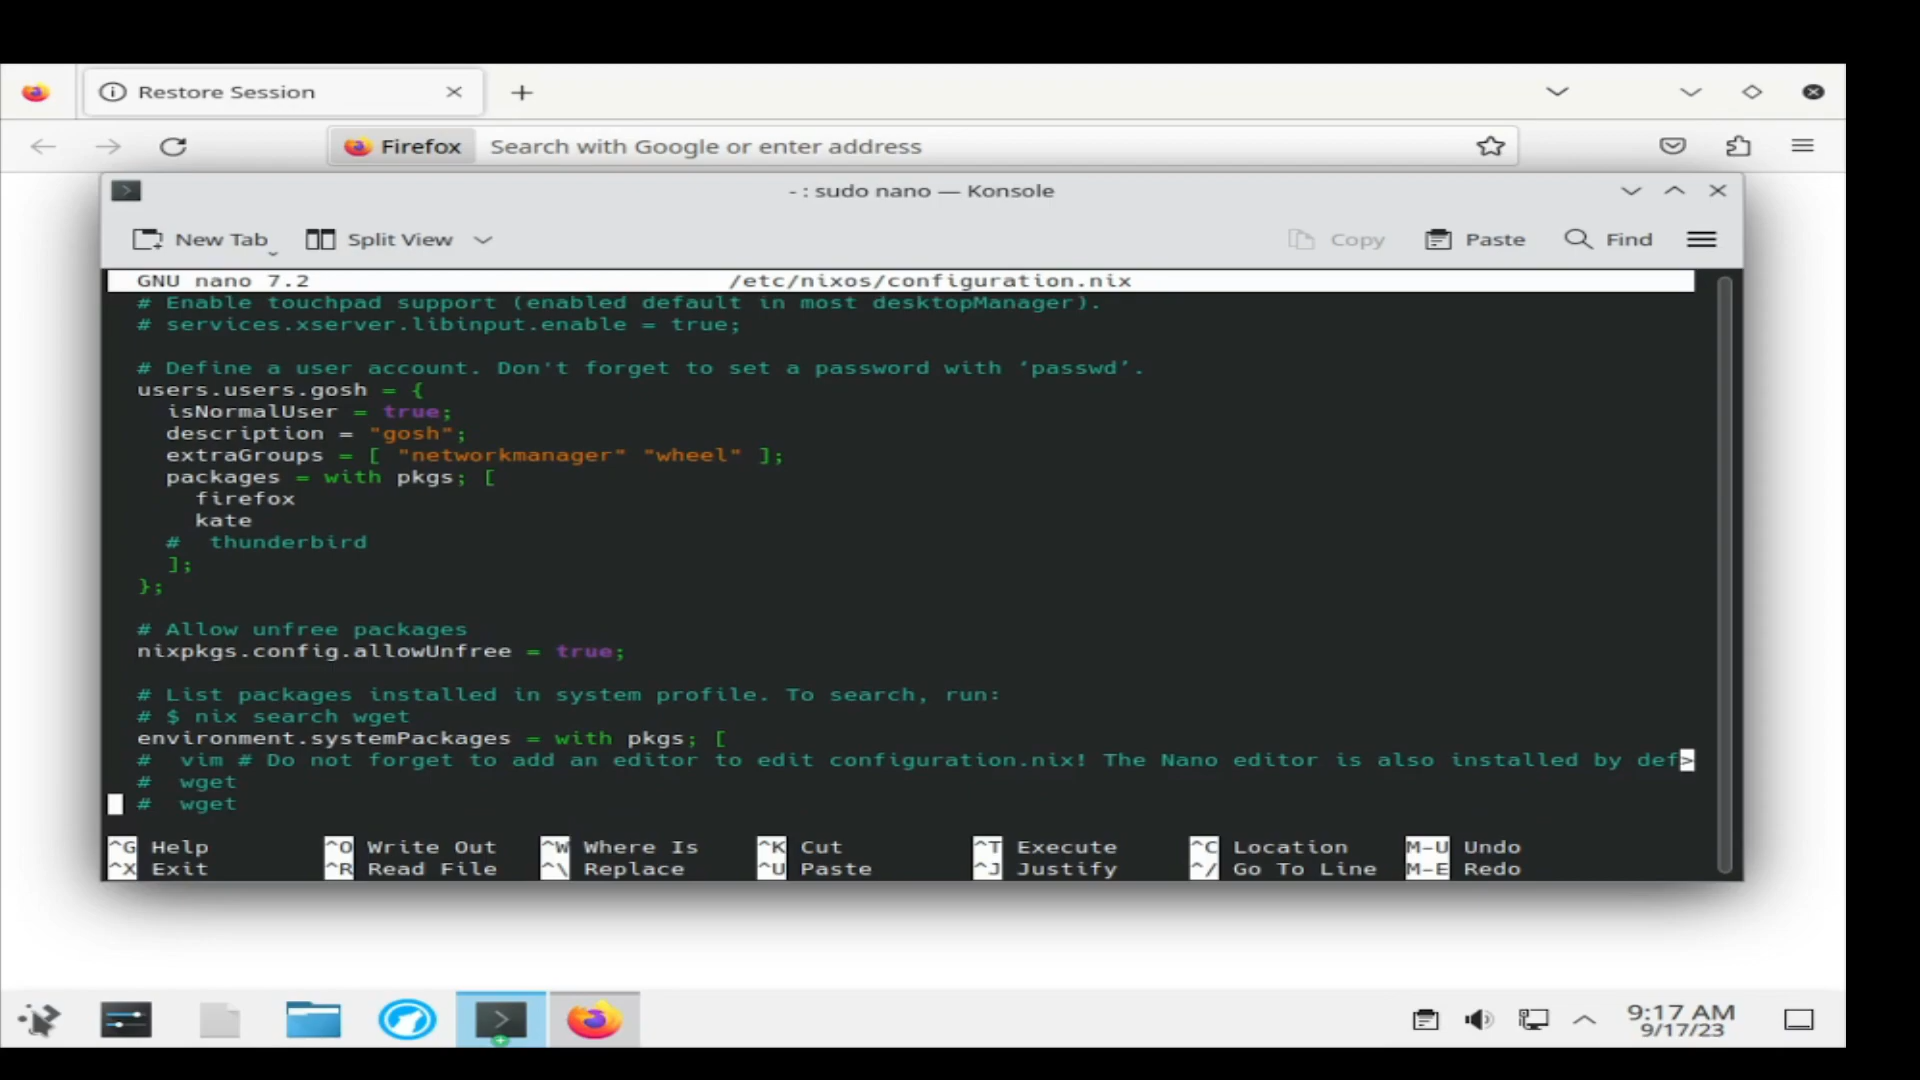 Restore Session
Firefox Search with Google or enter address
- : sudo nano — Konsole
New Tab Split View Copy Paste Find
GNU nano 7.2 /etc/nixos/configuration.nix
# Enable touchpad support (enabled default in most desktopManager).
# services.xserver.libinput.enable = true;
# Define a user account. Don't forget to set a password with ‘passwd’.
users.users.gosh = {
isNormalUser = true;
description = "gosh";
extraGroups = [ "networkmanager" "wheel" ];
packages = with pkgs; [
firefox
kate
# thunderbird
];
};
# Allow unfree packages
nixpkgs.config.allowUnfree = true;
# List packages installed in system profile. To search, run:
# $ nix search wget
environment.systemPackages = with pkgs; [
# vim # Do not forget to add an editor to edit configuration.nix! The Nano editor is also installed by def>
# wget
# wget
^G Help ^O Write Out ^W Where Is ^K Cut ^T Execute ^C Location M-U Undo
^X Exit ^R Read File ^\ Replace ^U Paste ^J Justify ^/ Go To Line M-E Redo
9:17 AM
9/17/23